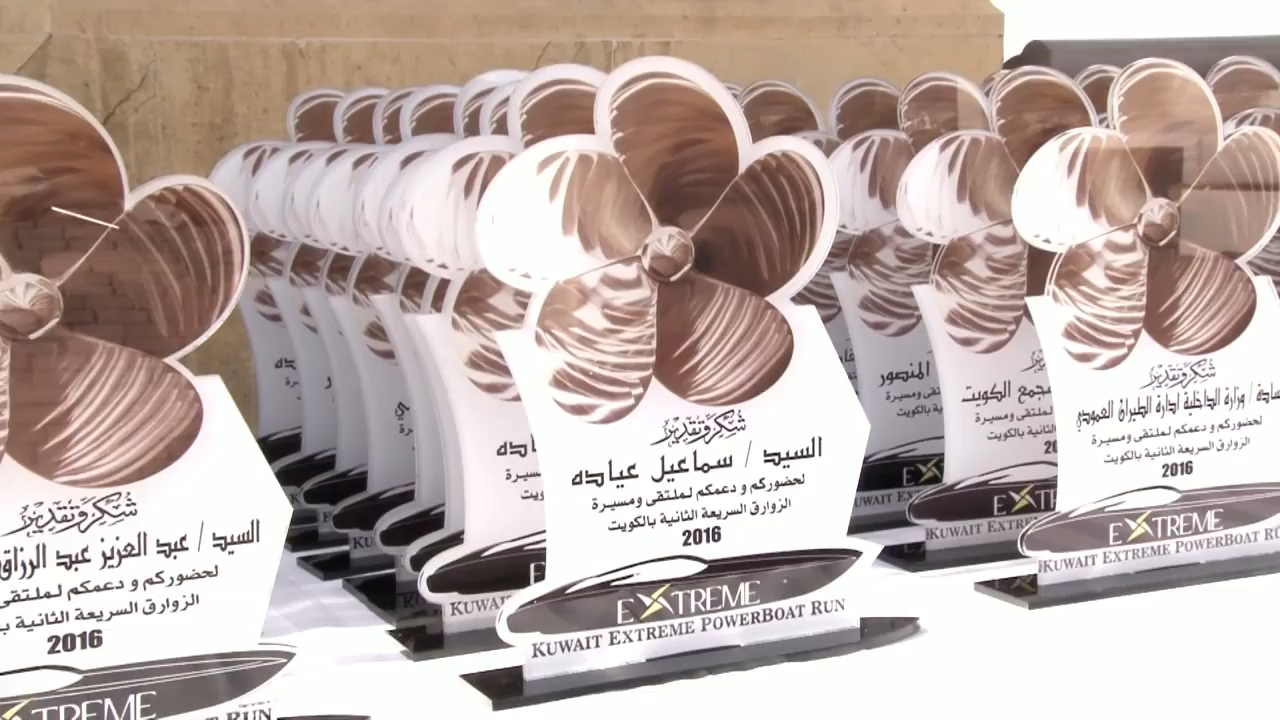 شكر وتقدير
السيد / سماعيل عياده
لحضوركم و دعمكم لملتقى ومسيرة
الزوارق السريعة الثانية بالكويت
2016
EXTREME
KUWAIT EXTREME POWERBOAT RUN
شكر وتقدير
السيد / عبد العزيز عبد الرزاق
لحضوركم و دعمكم لملتقى
الزوارق السريعة الثانية
2016
EXTREME
RUN
شكر وتقدير
وزارة الداخلية ادارة الطيران العمودي
لحضوركم و دعمكم لملتقى ومسيرة
الزوارق السريعة الثانية بالكويت
2016
EXTREME
KUWAIT EXTREME POWERBOAT
مجمع الكويت
لملتقى ومسيرة
الثانية بالكويت
KUWAIT EXTREME
المنصور
KUWAIT